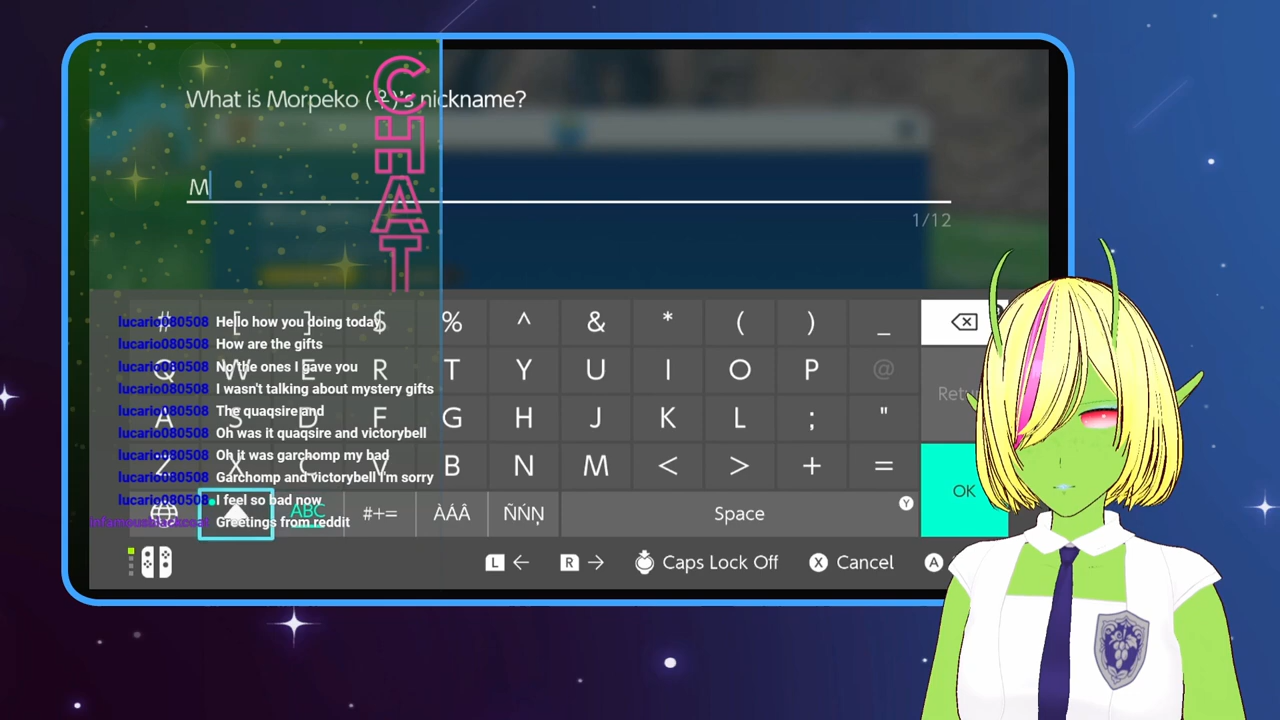 CHAT
What is Morpeko (♀)'s nickname?
M
1/12
# [ ] $ % ^ & * ( ) _
Q W E R T Y U I O P @
Retu
A S D F G H J K L ; "
Z X C V B N M < > + =
OK
ABC #+= ÀÁÂ ÑŃŅ Space Y
lucario080508 Hello how you doing today
lucario080508 How are the gifts
lucario080508 No the ones I gave you
lucario080508 I wasn't talking about mystery gifts
lucario080508 The quaqsire and
lucario080508 Oh was it quaqsire and victorybell
lucario080508 Oh it was garchomp my bad
lucario080508 Garchomp and victorybell I'm sorry
lucario080508 I feel so bad now
Greetings from reddit
L ← R → Caps Lock Off X Cancel A